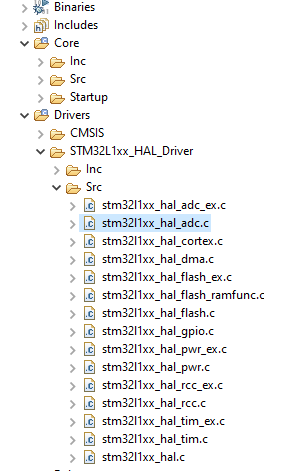 Binaries
Includes
Core
Inc
Src
Startup
Drivers
CMSIS
STM32L1xx_HAL_Driver
Inc
Src
stm32l1xx_hal_adc_ex.c
stm32l1xx_hal_adc.c
stm32l1xx_hal_cortex.c
stm32l1xx_hal_dma.c
stm32l1xx_hal_flash_ex.c
stm32l1xx_hal_flash_ramfunc.c
stm32l1xx_hal_flash.c
stm32l1xx_hal_gpio.c
stm32l1xx_hal_pwr_ex.c
stm32l1xx_hal_pwr.c
stm32l1xx_hal_rcc_ex.c
stm32l1xx_hal_rcc.c
stm32l1xx_hal_tim_ex.c
stm32l1xx_hal_tim.c
stm32l1xx_hal.c